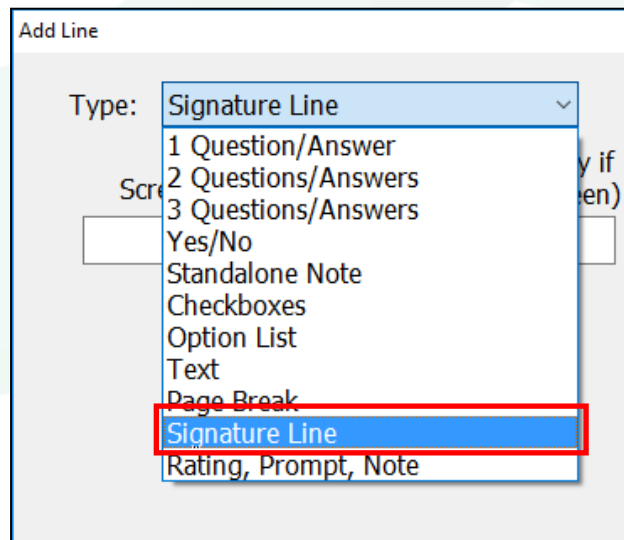 Add Line
Type: Signature Line
1 Question/Answer
2 Questions/Answers
3 Questions/Answers
Yes/No
Standalone Note
Checkboxes
Option List
Text
Page Break
Signature Line
Rating, Prompt, Note
if